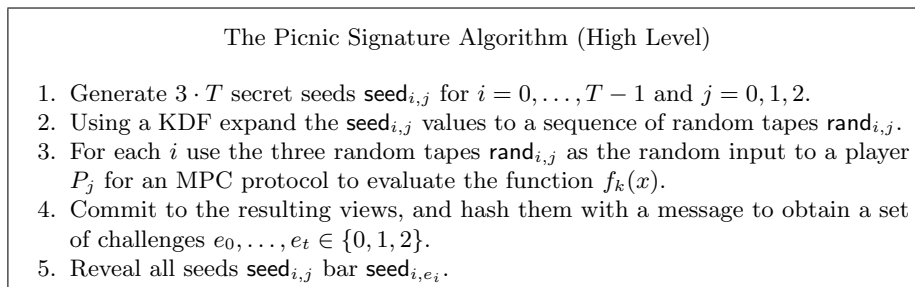 The Picnic Signature Algorithm (High Level)
1. Generate 3 · T secret seeds seed_{i,j} for i = 0, . . . , T − 1 and j = 0, 1, 2.
2. Using a KDF expand the seed_{i,j} values to a sequence of random tapes rand_{i,j}.
3. For each i use the three random tapes rand_{i,j} as the random input to a player
P_j for an MPC protocol to evaluate the function f_k(x).
4. Commit to the resulting views, and hash them with a message to obtain a set
of challenges e_0, . . . , e_t ∈ {0, 1, 2}.
5. Reveal all seeds seed_{i,j} bar seed_{i,e_i}.